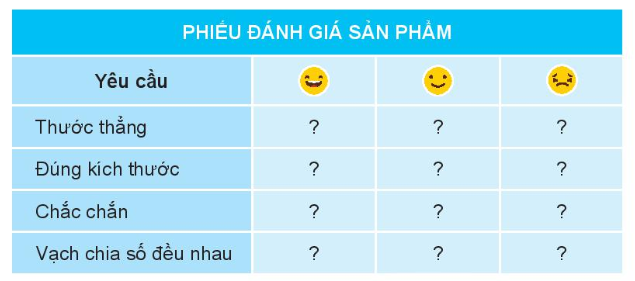 PHIẾU ĐÁNH GIÁ SẢN PHẨM
Yêu cầu
Thước thẳng ? ? ?
Đúng kích thước ? ? ?
Chắc chắn ? ? ?
Vạch chia số đều nhau ? ? ?